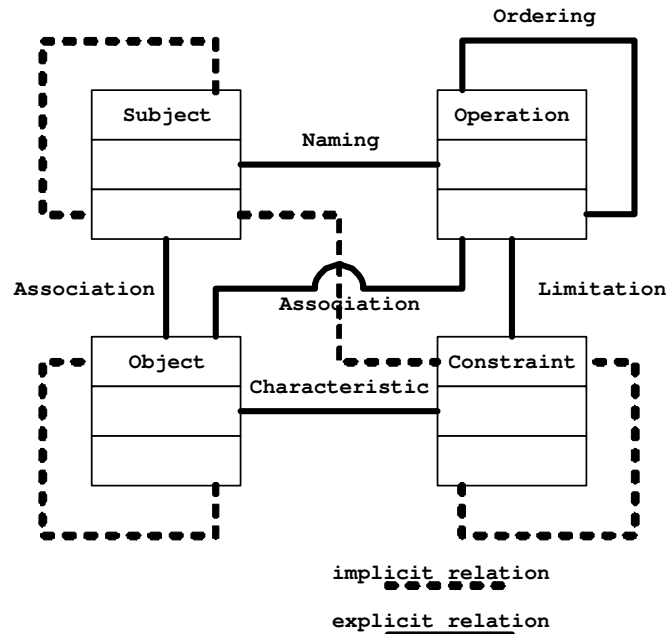 Ordering
Subject
Operation
Naming
Association
Association
Limitation
Object
Constraint
Characteristic
implicit relation
explicit relation